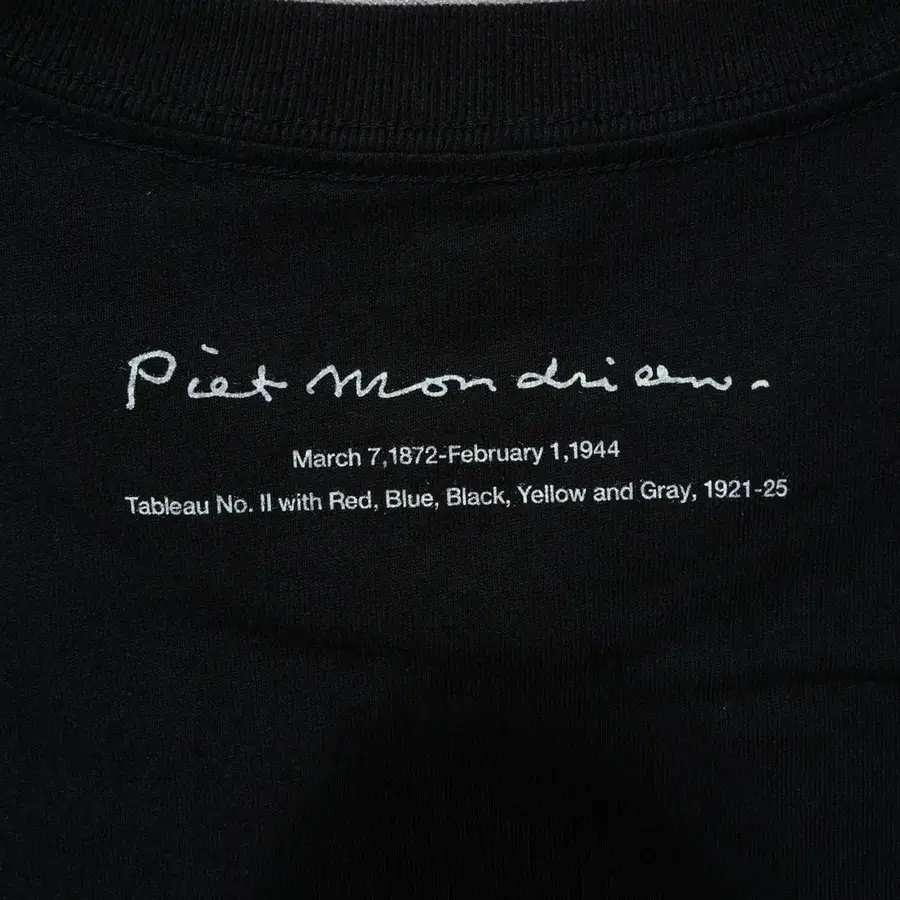 Piet Mondrian.
March 7,1872-February 1,1944
Tableau No. II with Red, Blue, Black, Yellow and Gray, 1921-25